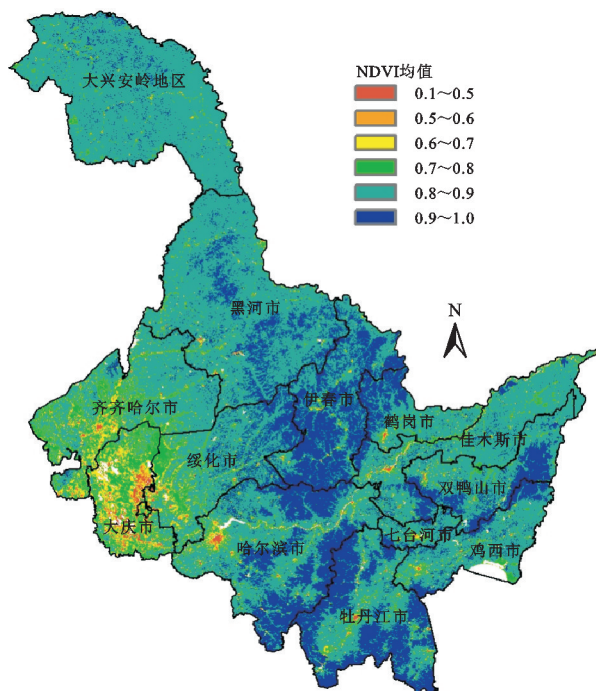 大兴安岭地区
NDVI均值
0.1～0.5
0.5～0.6
0.6～0.7
0.7～0.8
0.8～0.9
0.9～1.0
N
黑河市
伊春市
齐齐哈尔市
鹤岗市
佳木斯市
绥化市
双鸭山市
大庆市
哈尔滨市
七台河市
鸡西市
牡丹江市